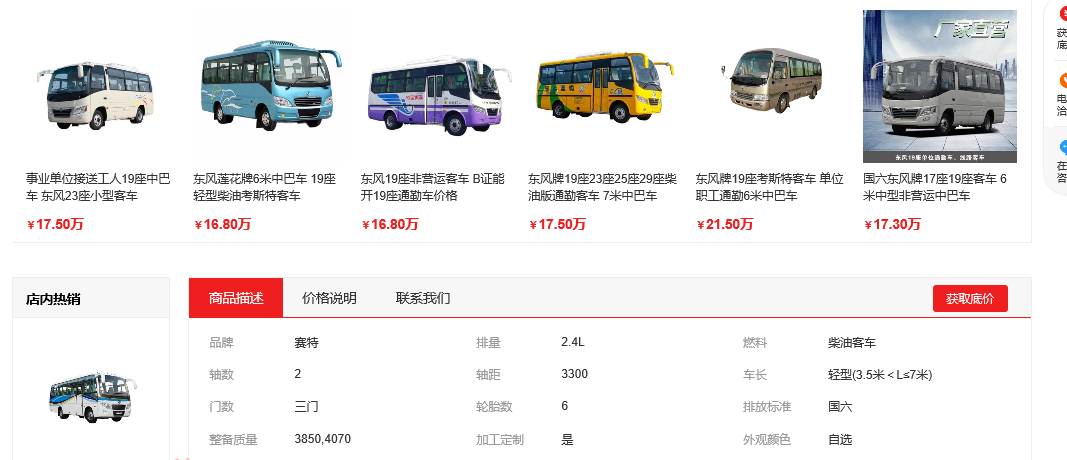 厂家直营
东风19座单位通勤车、线路客车
事业单位接送工人19座中巴
车 东风23座小型客车
¥17.50万
东风莲花牌6米中巴车 19座
轻型柴油考斯特客车
¥16.80万
东风19座非营运客车 B证能
开19座通勤车价格
¥16.80万
东风牌19座23座25座29座柴
油版通勤客车 7米中巴车
¥17.50万
东风牌19座考斯特客车 单位
职工通勤6米中巴车
¥21.50万
国六东风牌17座19座客车 6
米中型非营运中巴车
¥17.30万
获
底
电
洽
在
咨
店内热销
商品描述 价格说明 联系我们 获取底价
品牌 赛特 排量 2.4L 燃料 柴油客车
轴数 2 轴距 3300 车长 轻型(3.5米＜L≤7米)
门数 三门 轮胎数 6 排放标准 国六
整备质量 3850,4070 加工定制 是 外观颜色 自选